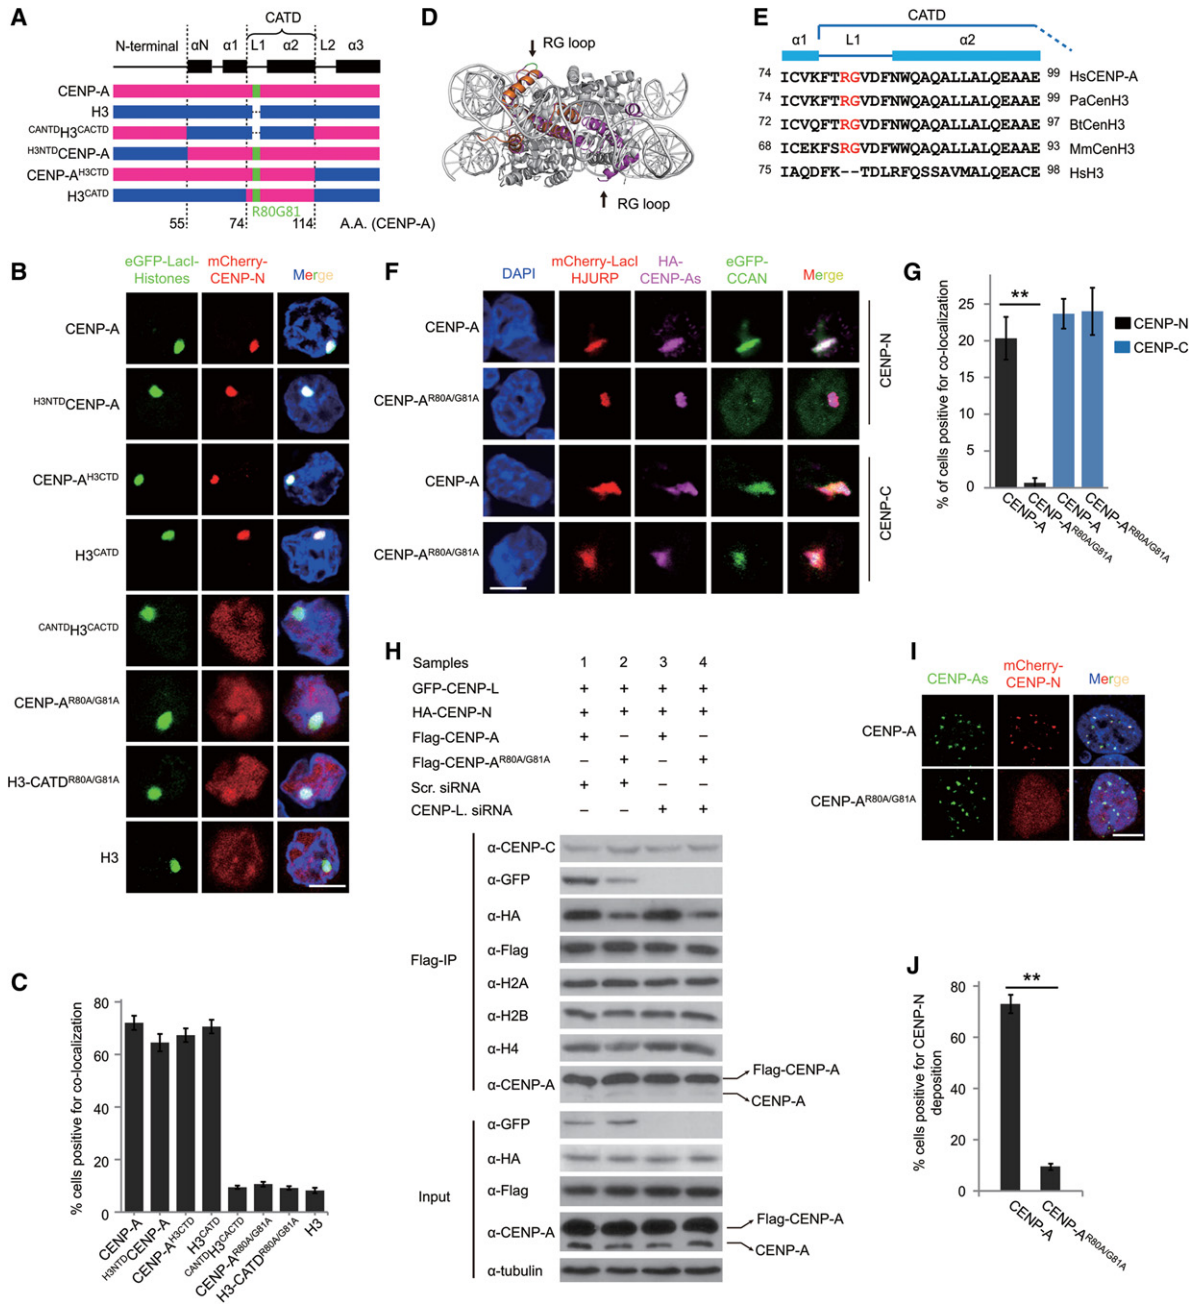 A
CATD
N-terminal αN α1 L1 α2 L2 α3
CENP-A
H3
CANTDH3CACTD
H3NTDCENP-A
CENP-AH3CTD
H3CATD
R80G81
55 74 114 A.A. (CENP-A)
B
eGFP-LacI-Histones mCherry-CENP-N Merge
CENP-A
H3NTDCENP-A
CENP-AH3CTD
H3CATD
CANTDH3CACTD
CENP-AR80A/G81A
H3-CATDR80A/G81A
H3
C
% cells positive for co-localization
80
60
40
20
0
CENP-A
H3NTDCENP-A
CENP-AH3CTD
H3CATD
CANTDH3CACTD
CENP-AR80A/G81A
H3-CATDR80A/G81A
H3
D
RG loop
RG loop
E
CATD
α1 L1 α2
74 ICVKFTRGVDFNWQAQALLALQEAAE 99 HsCENP-A
74 ICVKFTRGVDFNWQAQALLALQEAAE 99 PaCenH3
72 ICVQFTRGVDFNWQAQALLALQEAAE 97 BtCenH3
68 ICEKFSRGVDFWWQAQALLALQEAAE 93 MmCenH3
75 IAQDFK--TDLRFQSSAVMALQEACE 98 HsH3
F
DAPI mCherry-LacI HJURP HA-CENP-As eGFP-CCAN Merge
CENP-A
CENP-AR80A/G81A
CENP-N
CENP-A
CENP-AR80A/G81A
CENP-C
G
% of cells positive for co-localization
25
20
15
10
5
0
**
CENP-N
CENP-C
CENP-A
CENP-AR80A/G81A
CENP-A
CENP-AR80A/G81A
H
Samples 1 2 3 4
GFP-CENP-L + + + +
HA-CENP-N + + + +
Flag-CENP-A + – + –
Flag-CENP-AR80A/G81A – + – +
Scr. siRNA + + – –
CENP-L. siRNA – – + +
Flag-IP
α-CENP-C
α-GFP
α-HA
α-Flag
α-H2A
α-H2B
α-H4
α-CENP-A
Flag-CENP-A
CENP-A
Input
α-GFP
α-HA
α-Flag
α-CENP-A
Flag-CENP-A
CENP-A
α-tubulin
I
CENP-As mCherry-CENP-N Merge
CENP-A
CENP-AR80A/G81A
J
% cells positive for CENP-N deposition
80
60
40
20
0
**
CENP-A
CENP-AR80A/G81A